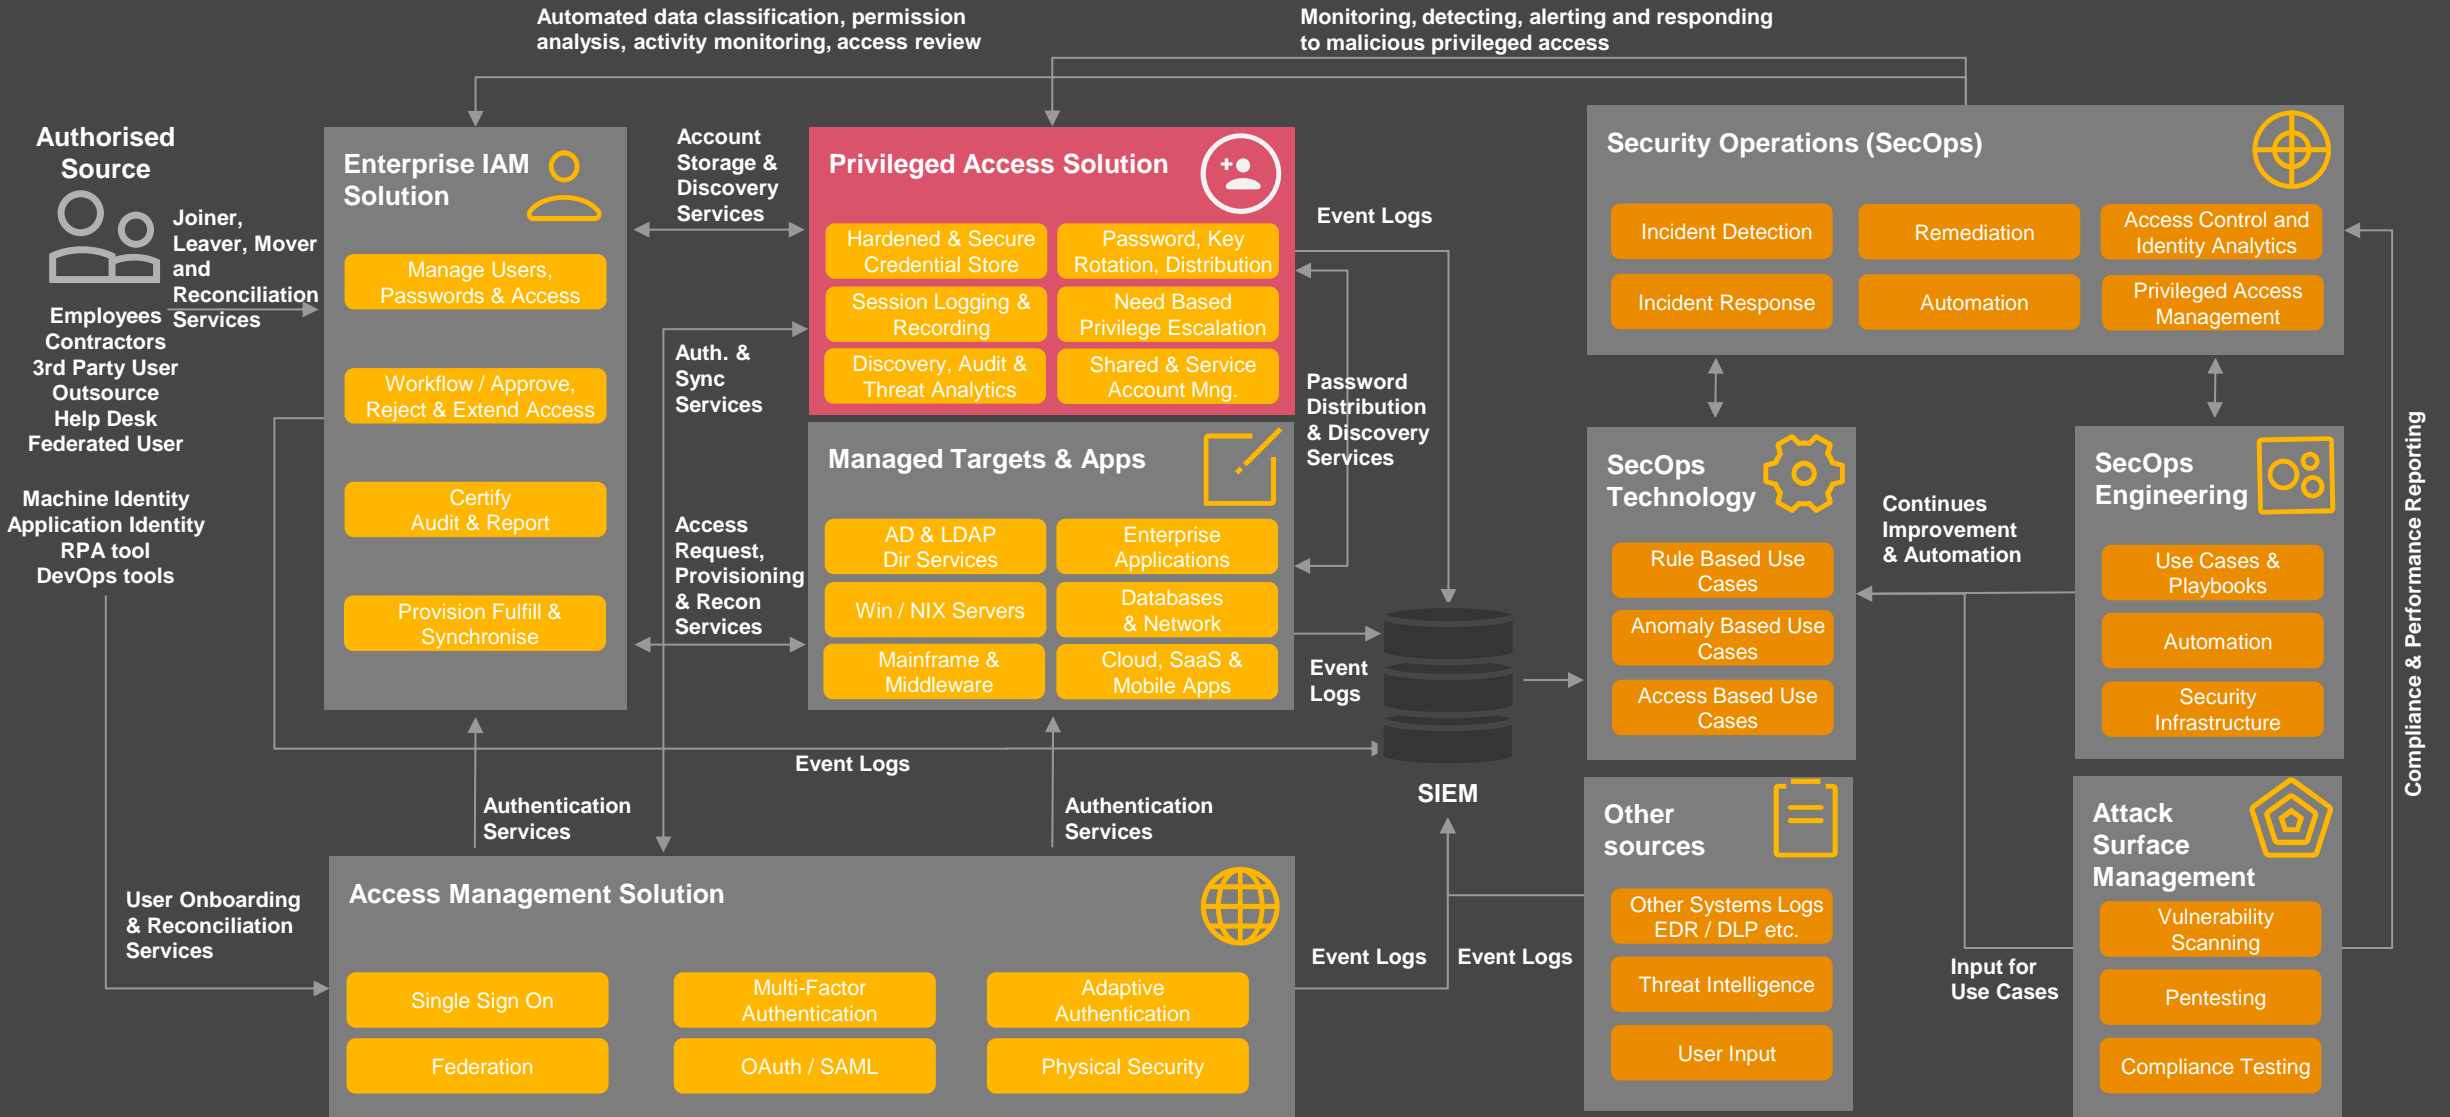 Automated data classification, permission
analysis, activity monitoring, access review
Monitoring, detecting, alerting and responding
to malicious privileged access
Authorised
Source
Joiner,
Leaver, Mover
and
Reconciliation
Services
Employees
Contractors
3rd Party User
Outsource
Help Desk
Federated User
Machine Identity
Application Identity
RPA tool
DevOps tools
User Onboarding
& Reconciliation
Services
Enterprise IAM
Solution
Manage Users,
Passwords & Access
Workflow / Approve,
Reject & Extend Access
Certify
Audit & Report
Provision Fulfill &
Synchronise
Account
Storage &
Discovery
Services
Auth. &
Sync
Services
Access
Request,
Provisioning
& Recon
Services
Privileged Access Solution
Hardened & Secure
Credential Store
Password, Key
Rotation, Distribution
Session Logging &
Recording
Need Based
Privilege Escalation
Discovery, Audit &
Threat Analytics
Shared & Service
Account Mng.
Managed Targets & Apps
AD & LDAP
Dir Services
Enterprise
Applications
Win / NIX Servers
Databases
& Network
Mainframe &
Middleware
Cloud, SaaS &
Mobile Apps
Event Logs
Password
Distribution
& Discovery
Services
Event
Logs
Event Logs
SIEM
Authentication
Services
Authentication
Services
Access Management Solution
Single Sign On
Multi-Factor
Authentication
Adaptive
Authentication
Federation
OAuth / SAML
Physical Security
Event Logs
Event Logs
Security Operations (SecOps)
Incident Detection
Remediation
Access Control and
Identity Analytics
Incident Response
Automation
Privileged Access
Management
SecOps
Technology
Rule Based Use
Cases
Anomaly Based Use
Cases
Access Based Use
Cases
Continues
Improvement
& Automation
SecOps
Engineering
Use Cases &
Playbooks
Automation
Security
Infrastructure
Compliance & Performance Reporting
Other
sources
Other Systems Logs
EDR / DLP etc.
Threat Intelligence
User Input
Input for
Use Cases
Attack
Surface
Management
Vulnerability
Scanning
Pentesting
Compliance Testing